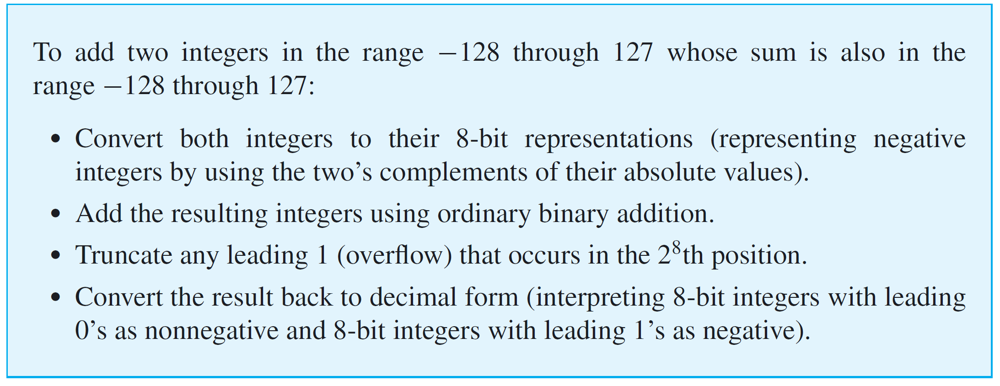 To add two integers in the range −128 through 127 whose sum is also in the
range −128 through 127:
• Convert both integers to their 8-bit representations (representing negative
integers by using the two’s complements of their absolute values).
• Add the resulting integers using ordinary binary addition.
• Truncate any leading 1 (overflow) that occurs in the 2⁸th position.
• Convert the result back to decimal form (interpreting 8-bit integers with leading
0’s as nonnegative and 8-bit integers with leading 1’s as negative).